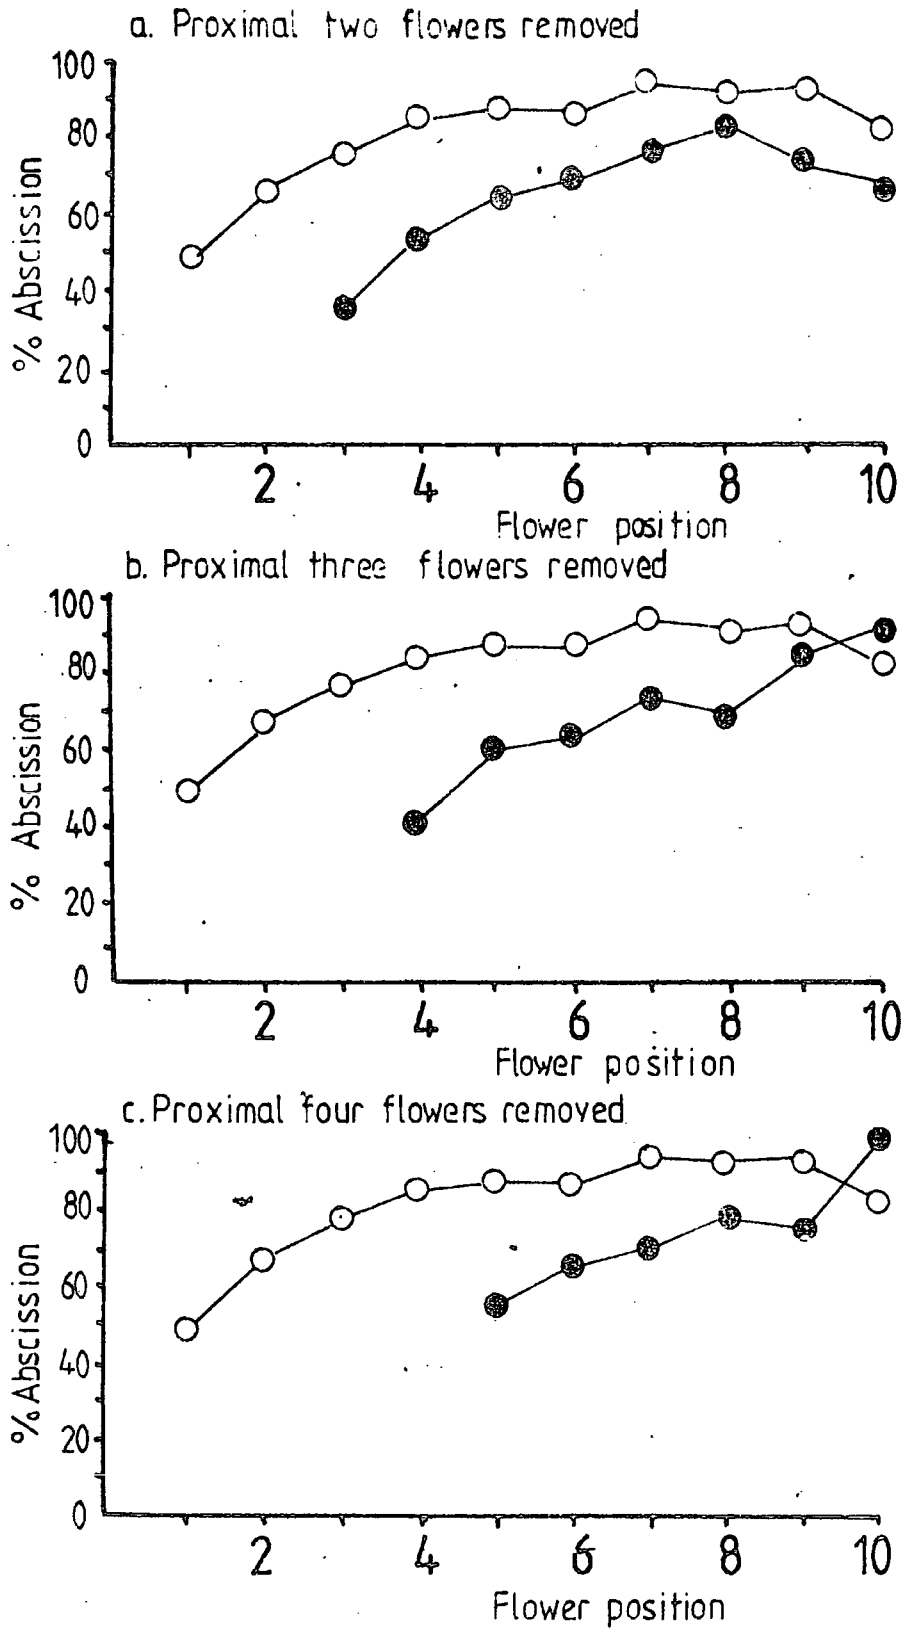 a. Proximal two flowers removed
100
80
60
40
20
0
% Abscission
2 4 6 8 10
Flower position
b. Proximal three flowers removed
100
80
60
40
20
0
% Abscission
2 4 6 8 10
Flower position
c. Proximal four flowers removed
100
80
60
40
20
0
% Abscission
2 4 6 8 10
Flower position